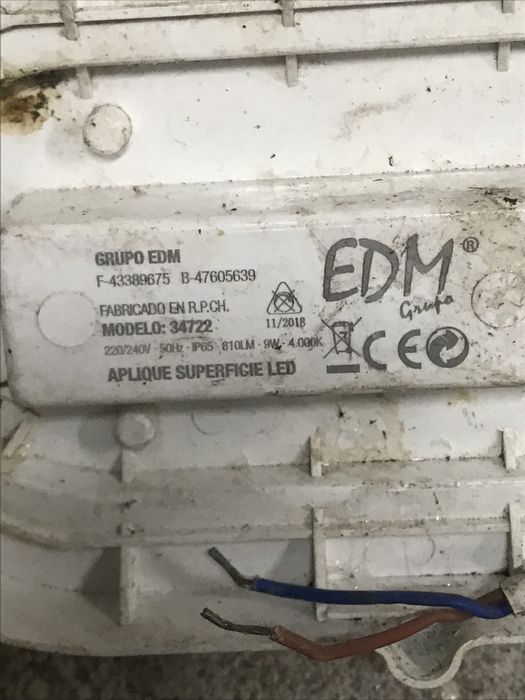 GRUPO EDM
F-43389675 B-47605639
FABRICADO EN R.P.CH.
MODELO: 34722
220/240V · 50Hz · IP65 · 810LM · 9W · 4.000K
APLIQUE SUPERFICIE LED
11/2018
EDM®
Grupo
CE